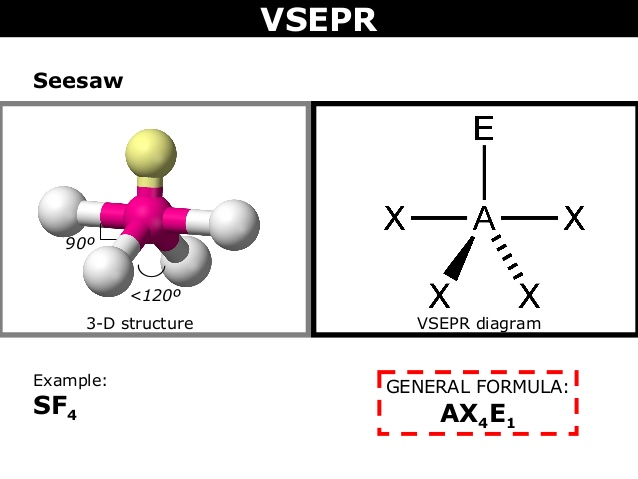 VSEPR
Seesaw
90º
<120º
3-D structure
E
X A X
X X
VSEPR diagram
Example:
SF₄
GENERAL FORMULA:
AX₄E₁